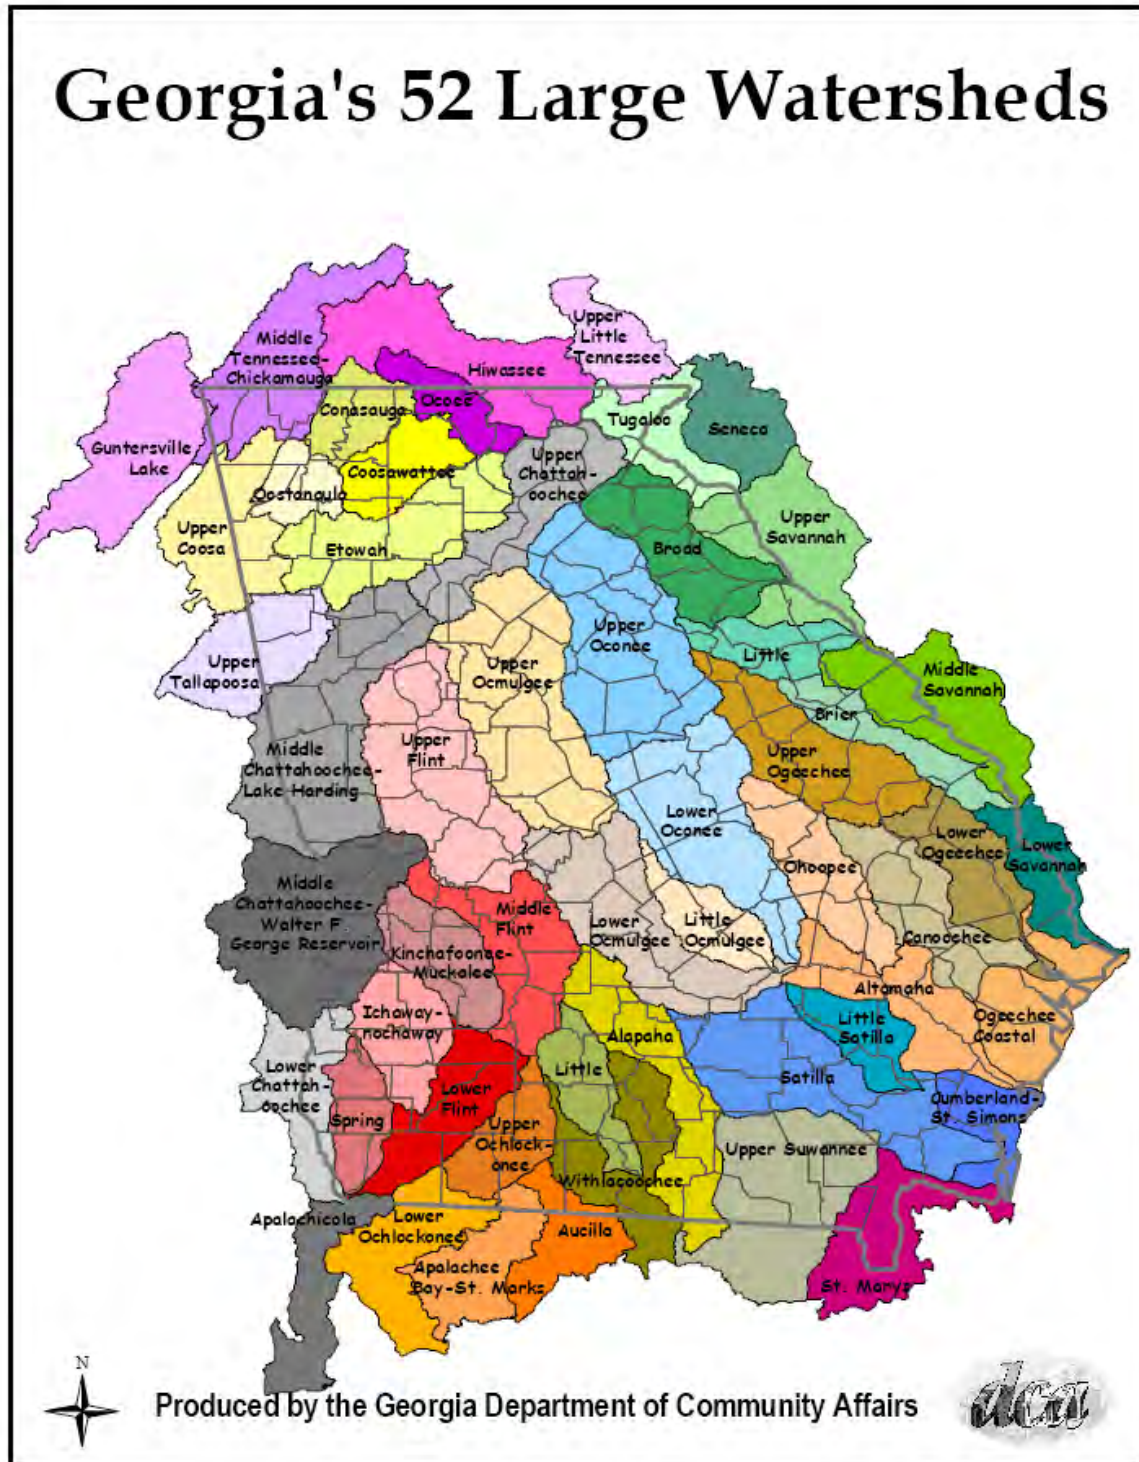 Georgia's 52 Large Watersheds
Upper
Little
Tennessee
Middle
Tennessee-
Chickamauga
Hiwassee
Ocoee
Conasauga
Tugaloo
Seneca
Guntersville
Lake
Upper
Chattah-
oochee
Coosawattee
Oostanaula
Upper
Coosa
Etowah
Broad
Upper
Savannah
Upper
Oconee
Little
Upper
Tallapoosa
Upper
Ocmulgee
Middle
Savannah
Brier
Middle
Chattahoochee-
Lake Harding
Upper
Flint
Upper
Ogeechee
Lower
Oconee
Lower
Ogeechee
Lower
Savannah
Ohoopee
Middle
Chattahoochee-
Walter F.
George Reservoir
Middle
Flint
Lower
Ocmulgee
Little
Ocmulgee
Canoochee
Kinchafoonee-
Muckalee
Altamaha
Ichaway-
nochaway
Alapaha
Little
Satilla
Ogeechee
Coastal
Lower
Chattah-
oochee
Lower
Flint
Little
Satilla
Cumberland-
St. Simons
Spring
Upper
Ochlock-
onee
Upper Suwannee
Withlacoochee
Apalachicola
Lower
Ochlockonee
Aucilla
Apalachee
Bay-St. Marks
St. Marys
N
Produced by the Georgia Department of Community Affairs
dca